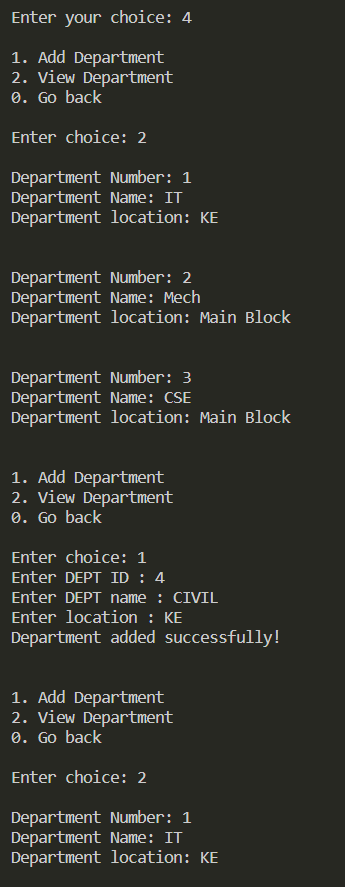 Enter your choice: 4
1. Add Department
2. View Department
0. Go back
Enter choice: 2
Department Number: 1
Department Name: IT
Department location: KE
Department Number: 2
Department Name: Mech
Department location: Main Block
Department Number: 3
Department Name: CSE
Department location: Main Block
1. Add Department
2. View Department
0. Go back
Enter choice: 1
Enter DEPT ID : 4
Enter DEPT name : CIVIL
Enter location : KE
Department added successfully!
1. Add Department
2. View Department
0. Go back
Enter choice: 2
Department Number: 1
Department Name: IT
Department location: KE